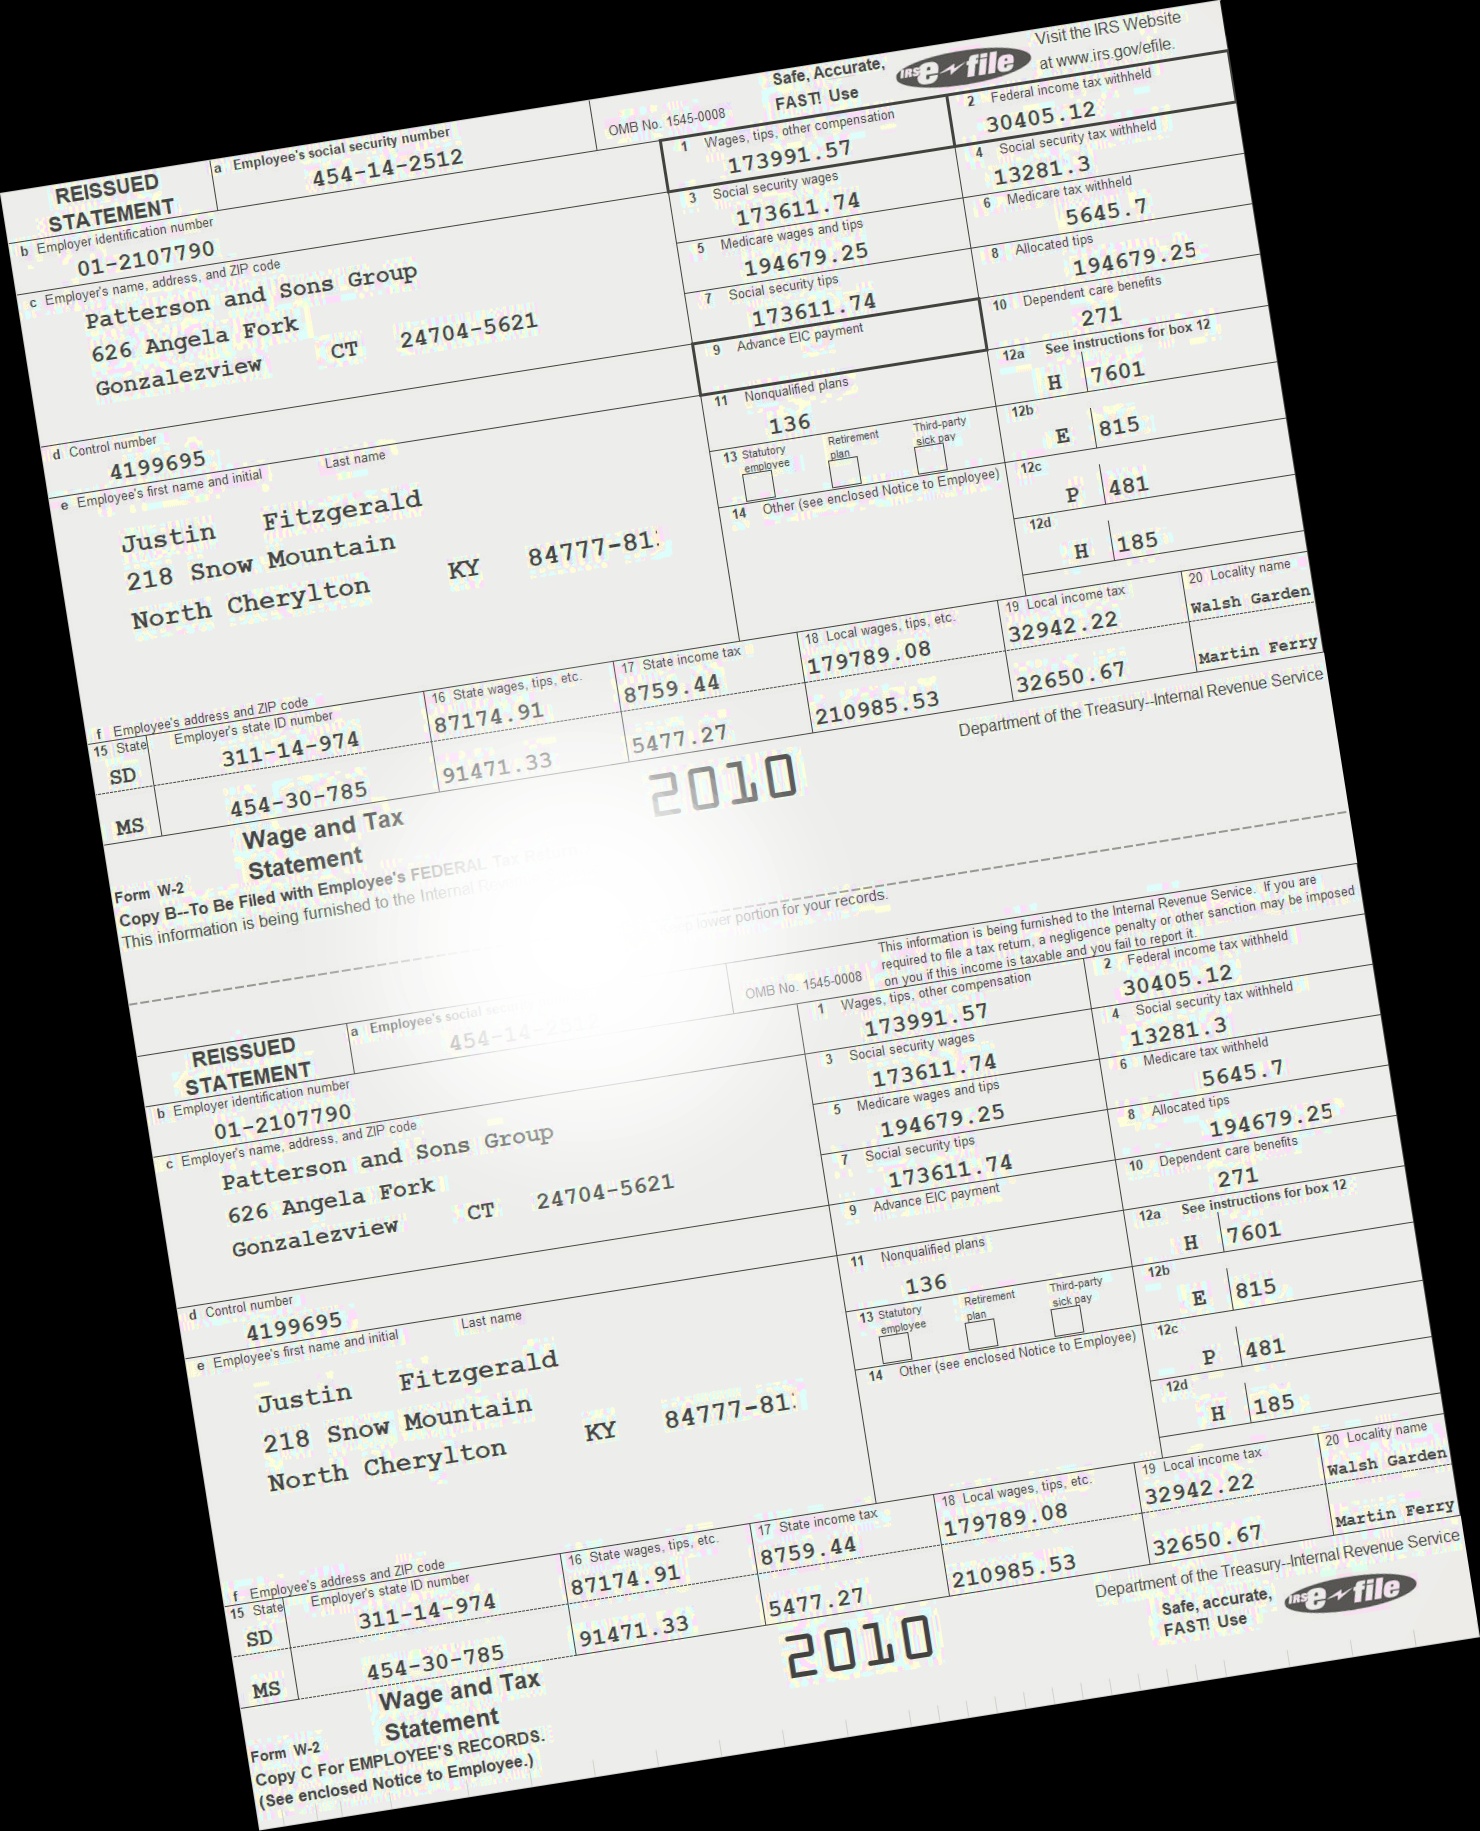 Safe, Accurate,
FAST! Use
IRS e-file
Visit the IRS Website
at www.irs.gov/efile.
REISSUED
STATEMENT
a Employee's social security number
454-14-2512
OMB No. 1545-0008
1 Wages, tips, other compensation
173991.57
2 Federal income tax withheld
30405.12
3 Social security wages
173611.74
4 Social security tax withheld
13281.3
b Employer identification number
01-2107790
5 Medicare wages and tips
194679.25
6 Medicare tax withheld
5645.7
c Employer's name, address, and ZIP code
Patterson and Sons Group
626 Angela Fork
Gonzalezview CT 24704-5621
7 Social security tips
173611.74
8 Allocated tips
194679.25
9 Advance EIC payment
10 Dependent care benefits
271
11 Nonqualified plans
136
12a See instructions for box 12
H 7601
12b
E 815
12c
P 481
12d
H 185
13 Statutory employee
Retirement plan
Third-party sick pay
14 Other (see enclosed Notice to Employee)
d Control number
4199695
e Employee's first name and initial Last name
Justin Fitzgerald
218 Snow Mountain
North Cherylton KY 84777-81
f Employee's address and ZIP code
15 State Employer's state ID number
16 State wages, tips, etc.
17 State income tax
18 Local wages, tips, etc.
19 Local income tax
20 Locality name
SD 311-14-974 87174.91 8759.44 179789.08 32942.22 Walsh Garden
MS 454-30-785 91471.33 5477.27 210985.53 32650.67 Martin Ferry
Form W-2 Wage and Tax
Statement
2010
Department of the Treasury--Internal Revenue Service
Copy B--To Be Filed with Employee's FEDERAL Tax
This information is being furnished to the Internal
lower portion for your records.
REISSUED
STATEMENT
a Employee's social
454-14-
OMB No. 1545-0008
This information is being furnished to the Internal Revenue Service. If you are
required to file a tax return, a negligence penalty or other sanction may be imposed
on you if this income is taxable and you fail to report it.
1 Wages, tips, other compensation
173991.57
2 Federal income tax withheld
30405.12
3 Social security wages
173611.74
4 Social security tax withheld
13281.3
b Employer identification number
01-2107790
5 Medicare wages and tips
194679.25
6 Medicare tax withheld
5645.7
c Employer's name, address, and ZIP code
Patterson and Sons Group
626 Angela Fork
Gonzalezview CT 24704-5621
7 Social security tips
173611.74
8 Allocated tips
194679.25
9 Advance EIC payment
10 Dependent care benefits
271
11 Nonqualified plans
136
12a See instructions for box 12
H 7601
12b
E 815
12c
P 481
12d
H 185
13 Statutory employee
Retirement plan
Third-party sick pay
14 Other (see enclosed Notice to Employee)
d Control number
4199695
e Employee's first name and initial Last name
Justin Fitzgerald
218 Snow Mountain
North Cherylton KY 84777-81
f Employee's address and ZIP code
15 State Employer's state ID number
16 State wages, tips, etc.
17 State income tax
18 Local wages, tips, etc.
19 Local income tax
20 Locality name
SD 311-14-974 87174.91 8759.44 179789.08 32942.22 Walsh Garden
MS 454-30-785 91471.33 5477.27 210985.53 32650.67 Martin Ferry
Form W-2 Wage and Tax
Statement
2010
Department of the Treasury--Internal Revenue Service
Safe, accurate,
FAST! Use
IRS e-file
Copy C For EMPLOYEE'S RECORDS.
(See enclosed Notice to Employee.)